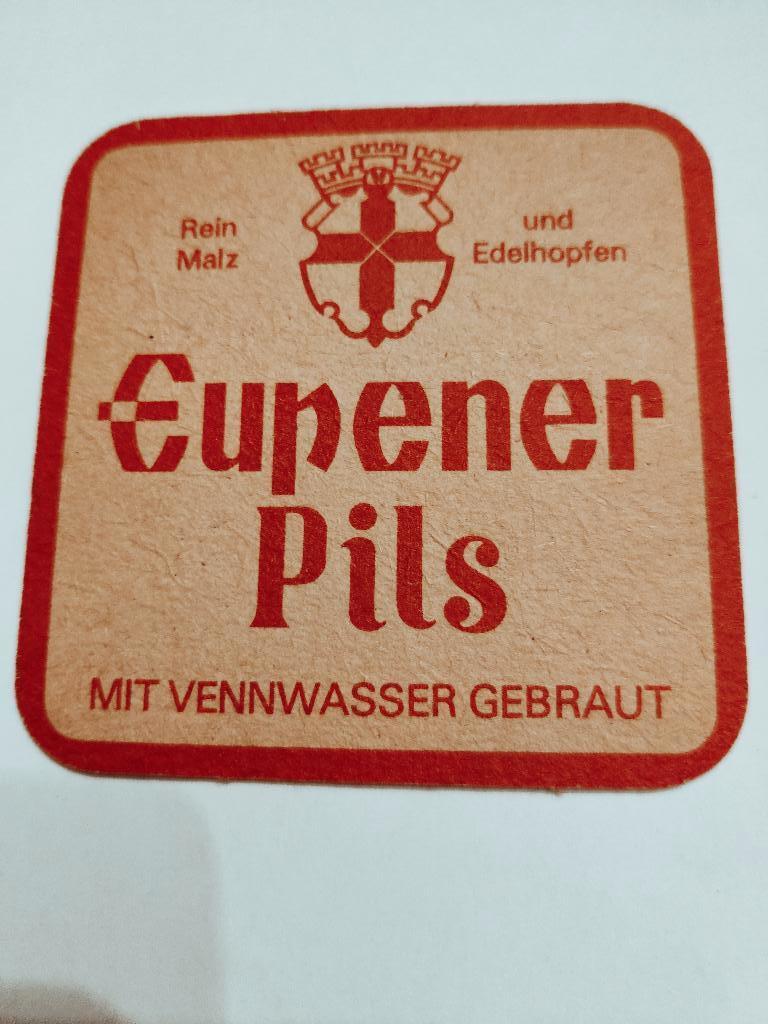 Rein
Malz
und
Edelhopfen
Eupener
Pils
MIT VENNWASSER GEBRAUT